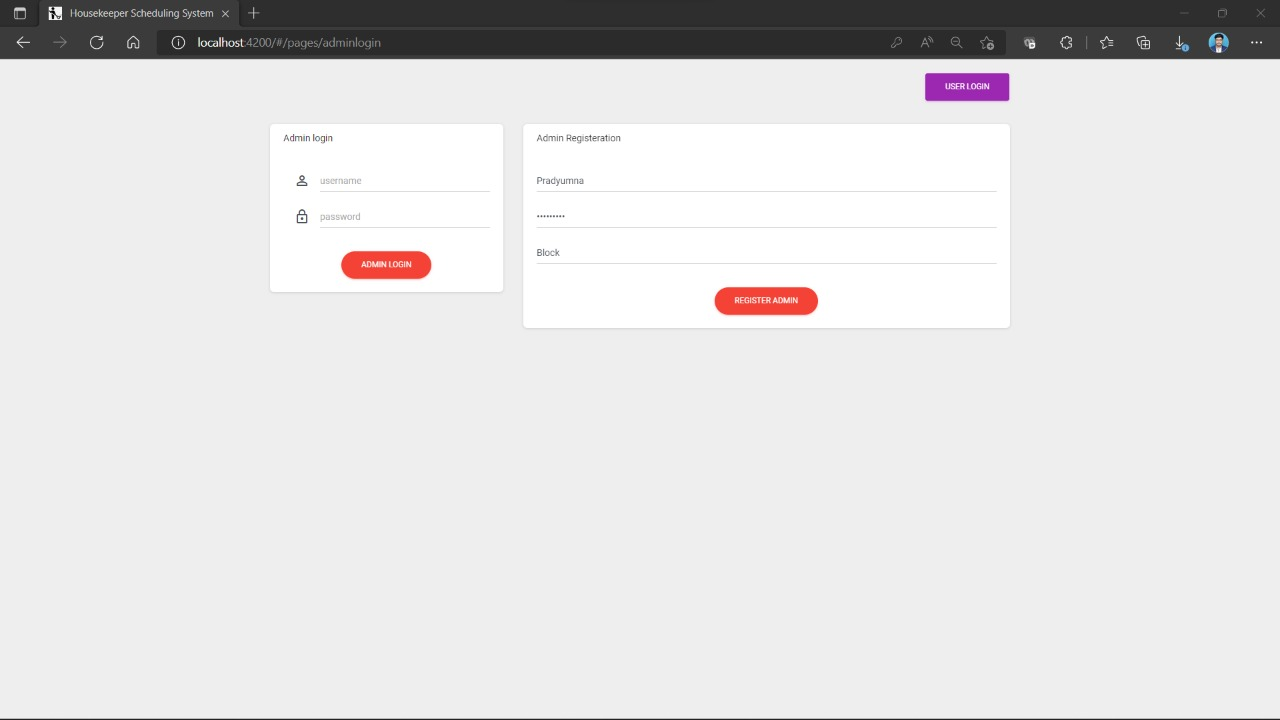 Housekeeper Scheduling System
localhost:4200/#/pages/adminlogin
USER LOGIN
Admin login
username
password
ADMIN LOGIN
Admin Registeration
Pradyumna
•••••••••
Block
REGISTER ADMIN